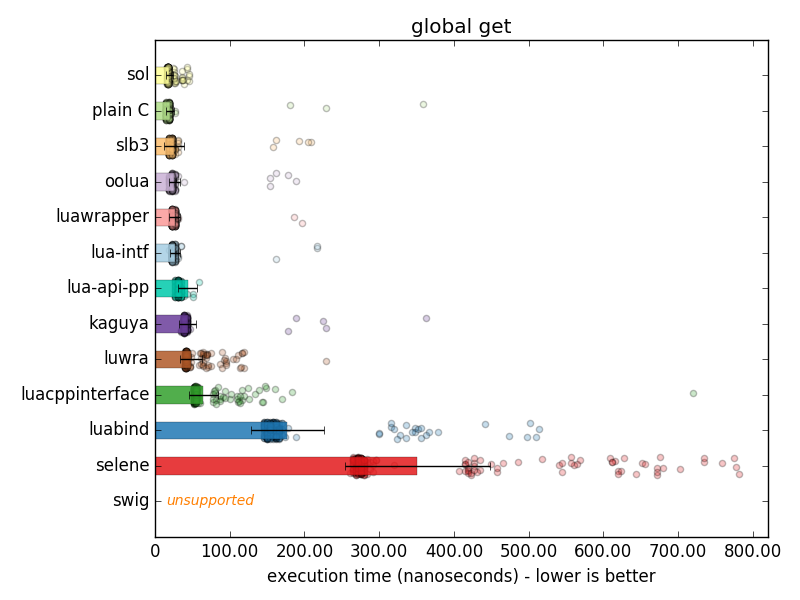 global get
sol
plain C
slb3
oolua
luawrapper
lua-intf
lua-api-pp
kaguya
luwra
luacppinterface
luabind
selene
swig unsupported
0 100.00 200.00 300.00 400.00 500.00 600.00 700.00 800.00
execution time (nanoseconds) - lower is better